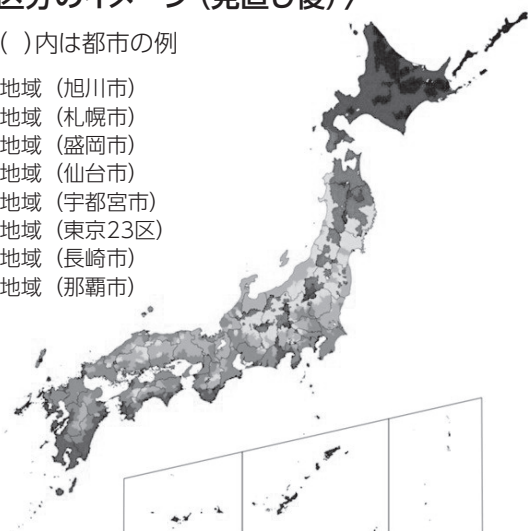 区分のイメージ（見直し後）〉
（ ）内は都市の例
地域（旭川市）
地域（札幌市）
地域（盛岡市）
地域（仙台市）
地域（宇都宮市）
地域（東京23区）
地域（長崎市）
地域（那覇市）